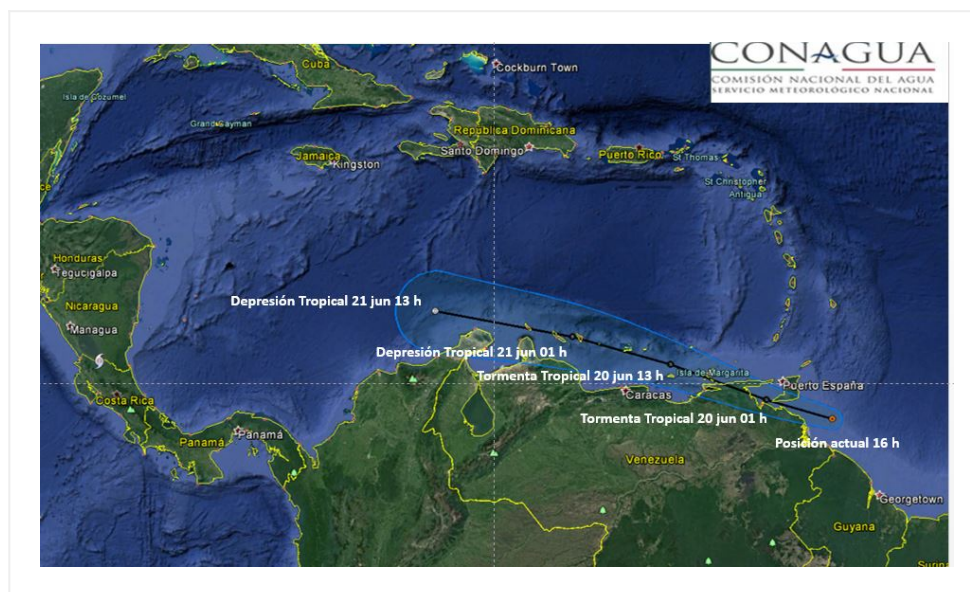 CONAGUA
COMISIÓN NACIONAL DEL AGUA
SERVICIO METEOROLÓGICO NACIONAL
Cuba
Cockburn Town
Isla de Cozumel
Grand Cayman
República Dominicana
Santo Domingo
Jamaica
Kingston
Puerto Rico
St Thomas
St Christopher
Antigua
Honduras
Tegucigalpa
Nicaragua
Managua
Depresión Tropical 21 jun 13 h
Depresión Tropical 21 jun 01 h
Tormenta Tropical 20 jun 13 h
Isla de Margarita
Puerto España
Caracas
Costa Rica
Tormenta Tropical 20 jun 01 h
Panamá
Panamá
Posición actual 16 h
Venezuela
Georgetown
Guyana